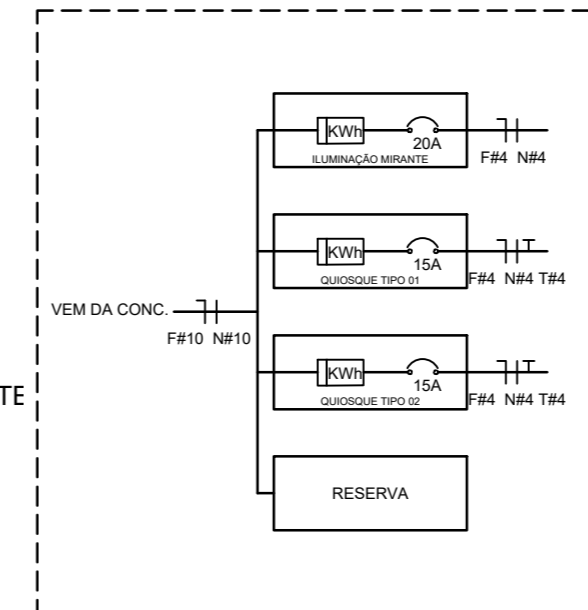 KWh
20A
ILUMINAÇÃO MIRANTE
F#4 N#4
KWh
15A
QUIOSQUE TIPO 01
F#4 N#4 T#4
VEM DA CONC.
F#10 N#10
KWh
15A
QUIOSQUE TIPO 02
F#4 N#4 T#4
TE
RESERVA